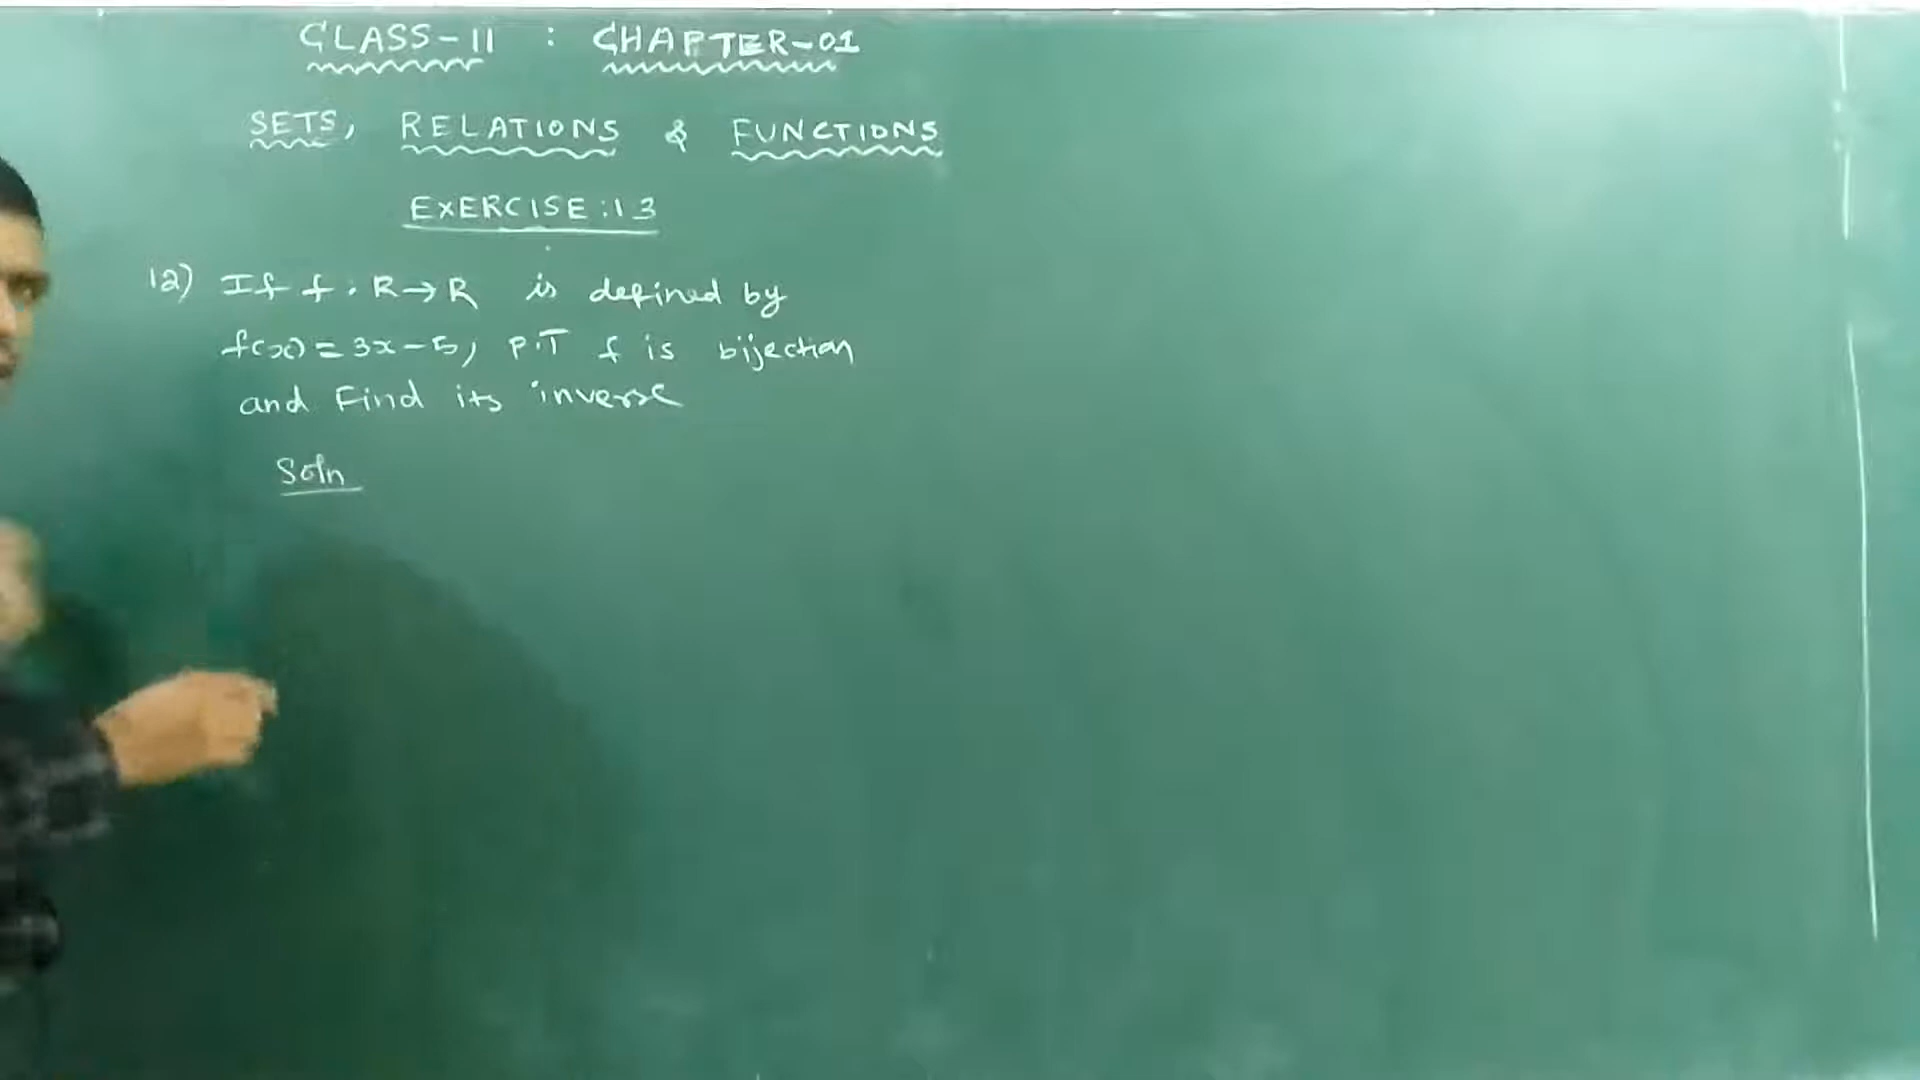 CLASS-11 : CHAPTER-01
SETS, RELATIONS & FUNCTIONS
EXERCISE:1 3
12) If f : R→R is defined by
f(x) = 3x-5, P.T f is bijection
and Find its inverse
Soln